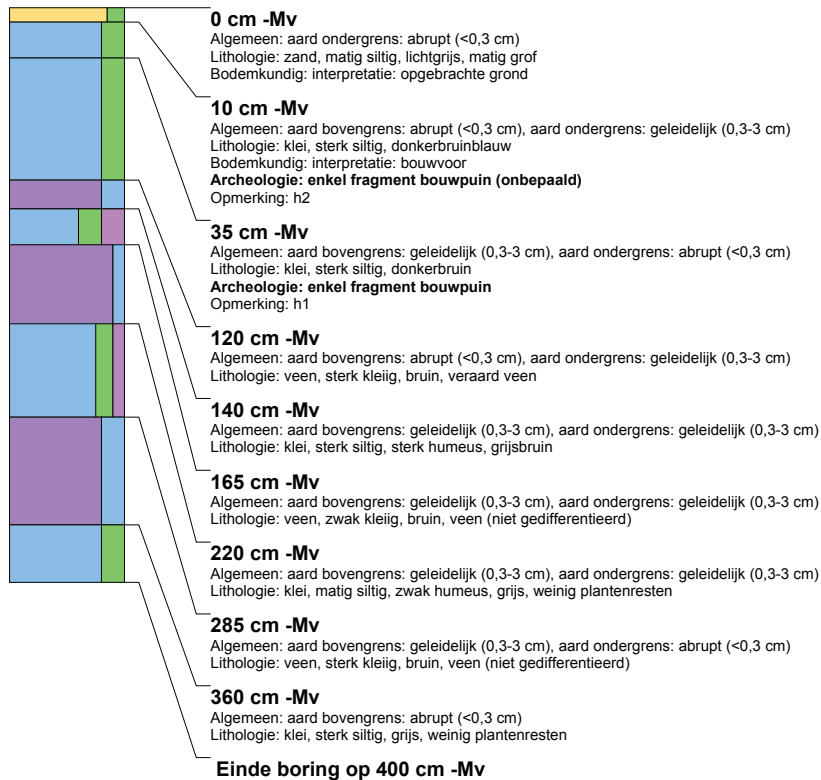 0 cm -Mv
Algemeen: aard ondergrens: abrupt (<0,3 cm)
Lithologie: zand, matig siltig, lichtgrijs, matig grof
Bodemkundig: interpretatie: opgebrachte grond
10 cm -Mv
Algemeen: aard bovengrens: abrupt (<0,3 cm), aard ondergrens: geleidelijk (0,3-3 cm)
Lithologie: klei, sterk siltig, donkerbruinblauw
Bodemkundig: interpretatie: bouwvoor
Archeologie: enkel fragment bouwpuin (onbepaald)
Opmerking: h2
35 cm -Mv
Algemeen: aard bovengrens: geleidelijk (0,3-3 cm), aard ondergrens: abrupt (<0,3 cm)
Lithologie: klei, sterk siltig, donkerbruin
Archeologie: enkel fragment bouwpuin
Opmerking: h1
120 cm -Mv
Algemeen: aard bovengrens: abrupt (<0,3 cm), aard ondergrens: geleidelijk (0,3-3 cm)
Lithologie: veen, sterk kleiig, bruin, veraard veen
140 cm -Mv
Algemeen: aard bovengrens: geleidelijk (0,3-3 cm), aard ondergrens: geleidelijk (0,3-3 cm)
Lithologie: klei, sterk siltig, sterk humeus, grijsbruin
165 cm -Mv
Algemeen: aard bovengrens: geleidelijk (0,3-3 cm), aard ondergrens: geleidelijk (0,3-3 cm)
Lithologie: veen, zwak kleiig, bruin, veen (niet gedifferentieerd)
220 cm -Mv
Algemeen: aard bovengrens: geleidelijk (0,3-3 cm), aard ondergrens: geleidelijk (0,3-3 cm)
Lithologie: klei, matig siltig, zwak humeus, grijs, weinig plantenresten
285 cm -Mv
Algemeen: aard bovengrens: geleidelijk (0,3-3 cm), aard ondergrens: abrupt (<0,3 cm)
Lithologie: veen, sterk kleiig, bruin, veen (niet gedifferentieerd)
360 cm -Mv
Algemeen: aard bovengrens: abrupt (<0,3 cm)
Lithologie: klei, sterk siltig, grijs, weinig plantenresten
Einde boring op 400 cm -Mv